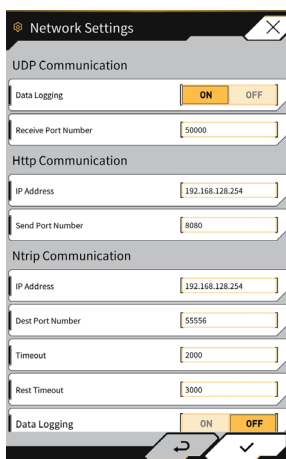 Network Settings
UDP Communication
Data Logging ON OFF
Receive Port Number 50000
Http Communication
IP Address 192.168.128.254
Send Port Number 8080
Ntrip Communication
IP Address 192.168.128.254
Dest Port Number 55556
Timeout 2000
Rest Timeout 3000
Data Logging ON OFF